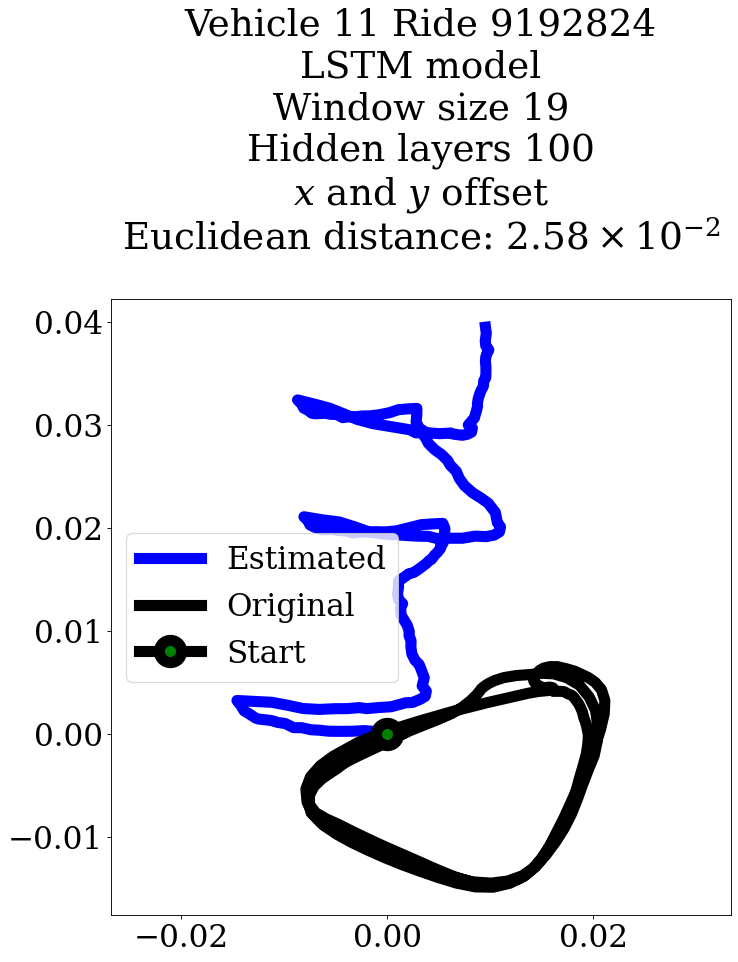 Vehicle 11 Ride 9192824
LSTM model
Window size 19
Hidden layers 100
x and y offset
Euclidean distance: 2.58 × 10⁻²
0.04
0.03
0.02
0.01
0.00
−0.01
Estimated
Original
Start
−0.02 0.00 0.02